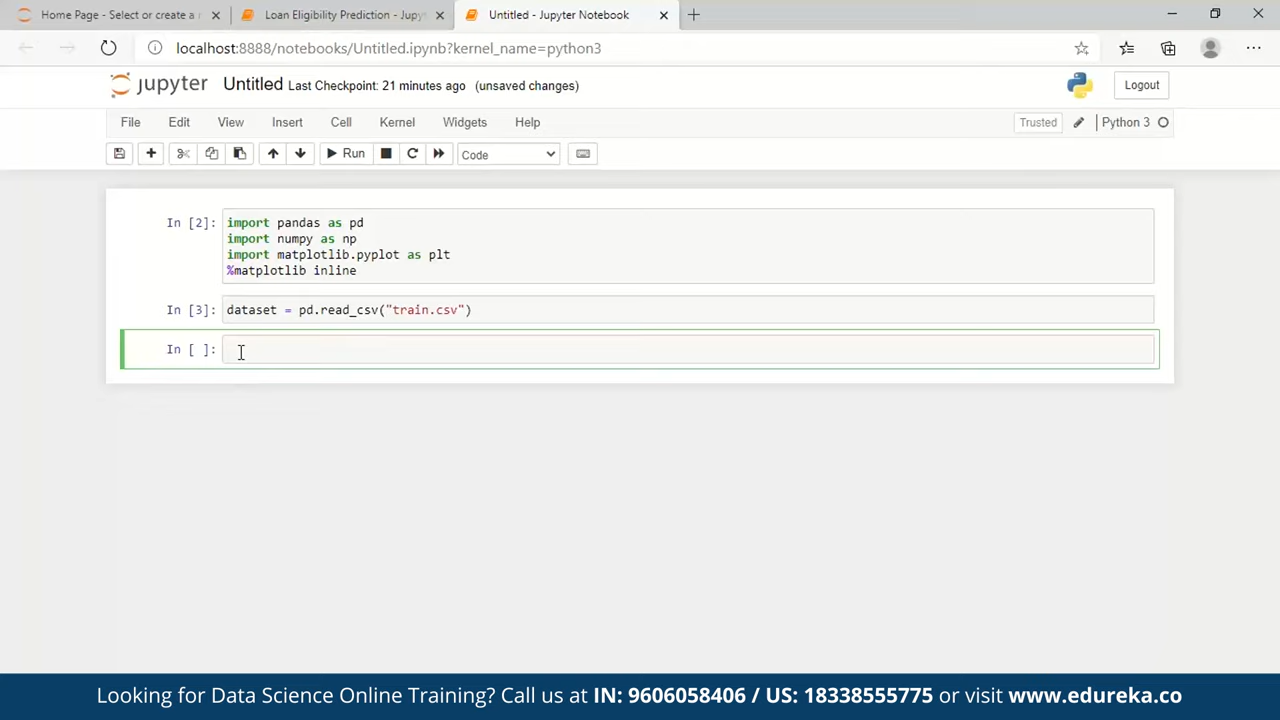 Home Page - Select or create a n
Loan Eligibility Prediction - Jupyt
Untitled - Jupyter Notebook
localhost:8888/notebooks/Untitled.ipynb?kernel_name=python3
jupyter Untitled Last Checkpoint: 21 minutes ago (unsaved changes)
Logout
File Edit View Insert Cell Kernel Widgets Help
Trusted
Python 3
Run
Code
In [2]: import pandas as pd
import numpy as np
import matplotlib.pyplot as plt
%matplotlib inline
In [3]: dataset = pd.read_csv("train.csv")
In [ ]:
Looking for Data Science Online Training? Call us at IN: 9606058406 / US: 18338555775 or visit www.edureka.co